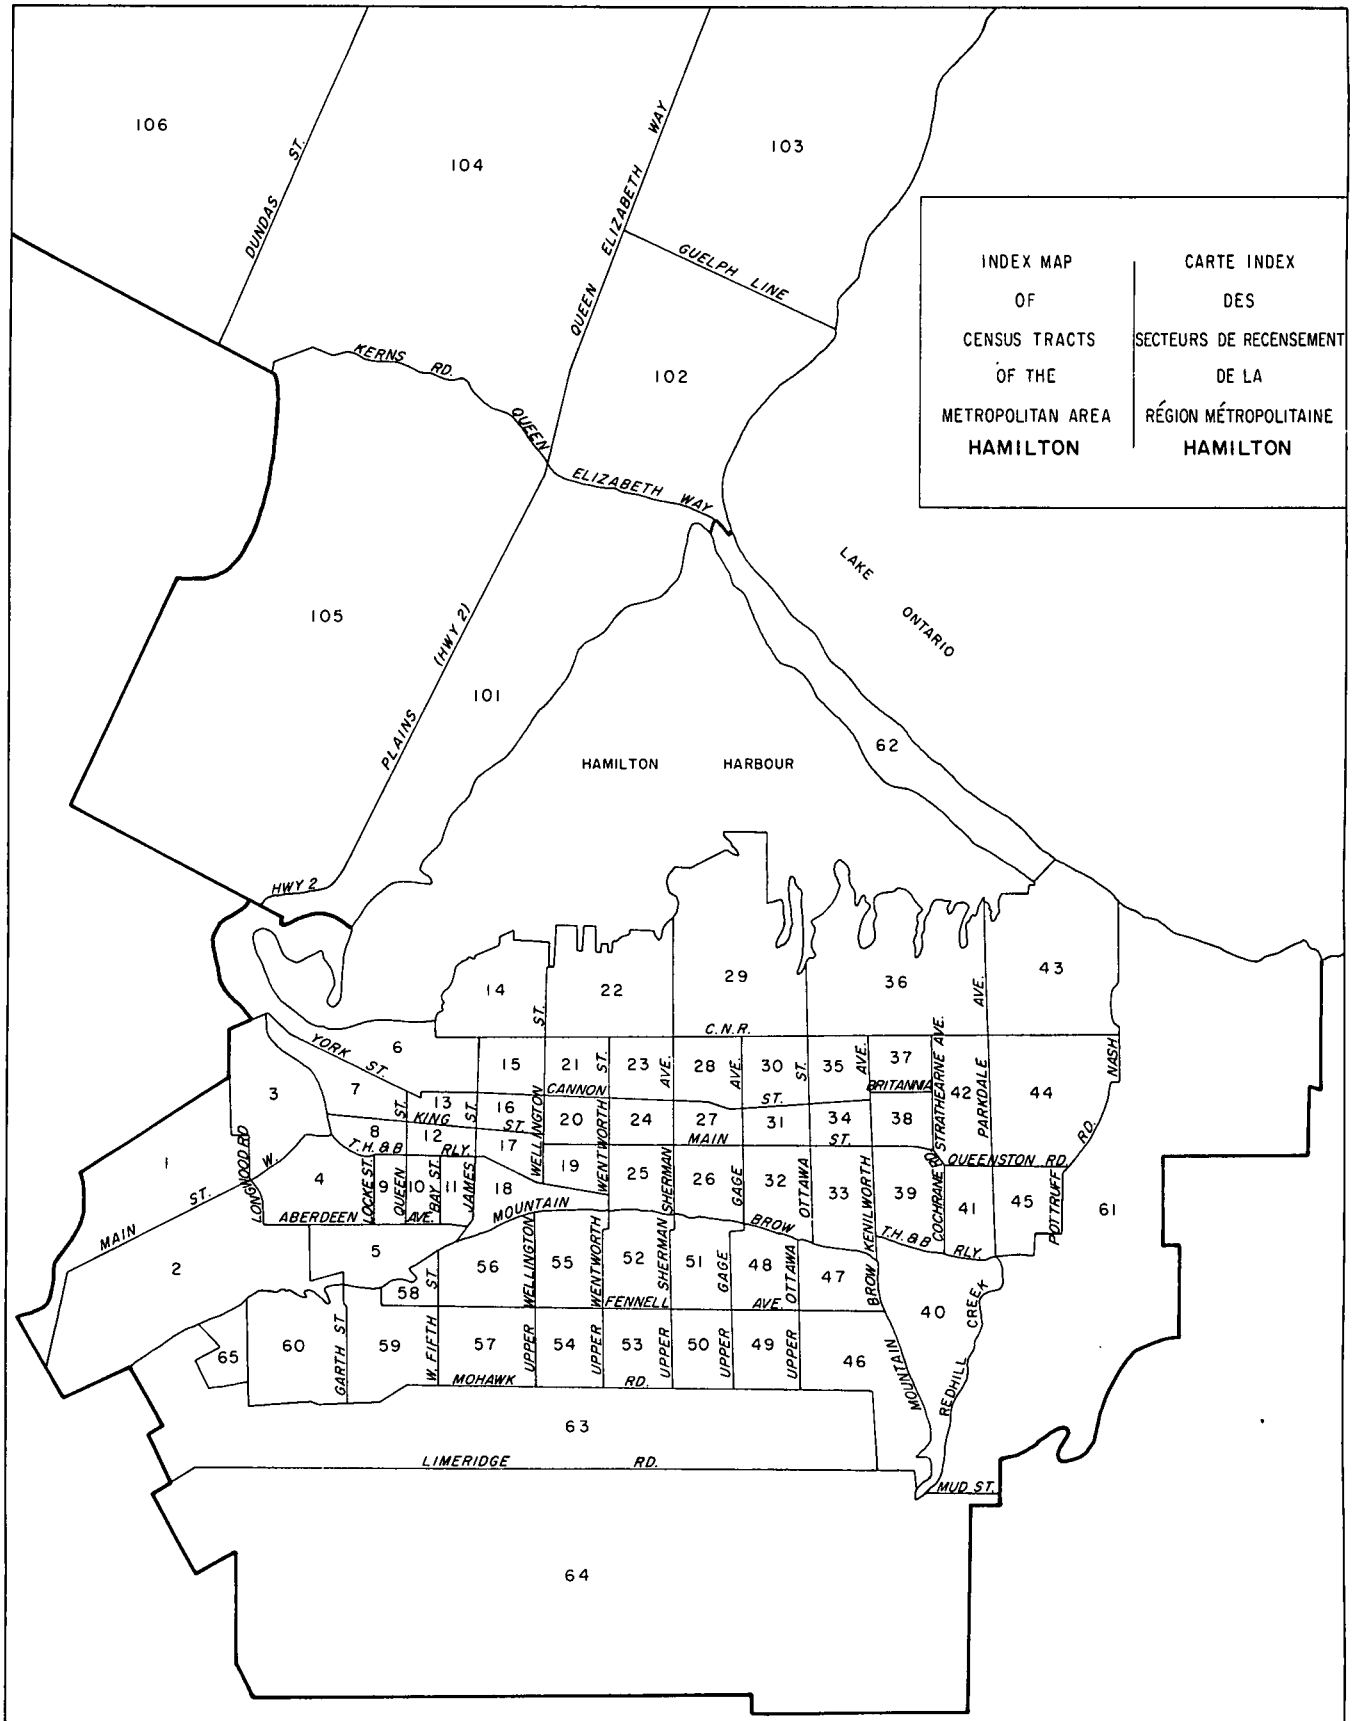 106
DUNDAS ST.
104
QUEEN ELIZABETH WAY
103
GUELPH LINE
INDEX MAP
OF
CENSUS TRACTS
OF THE
METROPOLITAN AREA
HAMILTON
CARTE INDEX
DES
SECTEURS DE RECENSEMENT
DE LA
RÉGION MÉTROPOLITAINE
HAMILTON
KERNS RD.
102
QUEEN ELIZABETH WAY
LAKE ONTARIO
105
PLAINS (HWY 2)
101
62
HAMILTON HARBOUR
HWY 2
14
ST.
22
29
36
AVE.
43
C.N.R.
YORK ST.
6
15
21
ST.
23
AVE.
28
AVE.
30
ST.
35
AVE.
37
STRATHEARNE AVE.
42
PARKDALE
44
NASH RD.
3
7
CANNON ST.
BRITANNIA
13
ST.
16
WELLINGTON
20
WENTWORTH
24
27
31
34
38
KING ST.
8
ST.
12
17
MAIN ST.
T.H.&B RLY.
QUEENSTON RD.
1
LONGWOOD RD
MAIN ST. W.
4
LOCKE ST.
9
QUEEN
10
BAY ST.
11
JAMES
18
19
25
SHERMAN
26
GAGE
32
OTTAWA
33
KENILWORTH
39
COCHRANE RD
41
45
POTTRUFF
61
ABERDEEN AVE.
MOUNTAIN BROW
T.H.&B RLY.
2
5
56
WELLINGTON
55
WENTWORTH
52
SHERMAN
51
GAGE
48
OTTAWA
47
BROW
40
58
ST.
FENNELL AVE.
65
60
GARTH ST
59
W. FIFTH
57
UPPER
54
UPPER
53
UPPER
50
UPPER
49
UPPER
46
MOUNTAIN
REDHILL CREEK
MOHAWK RD.
63
LIMERIDGE RD.
MUD ST.
64